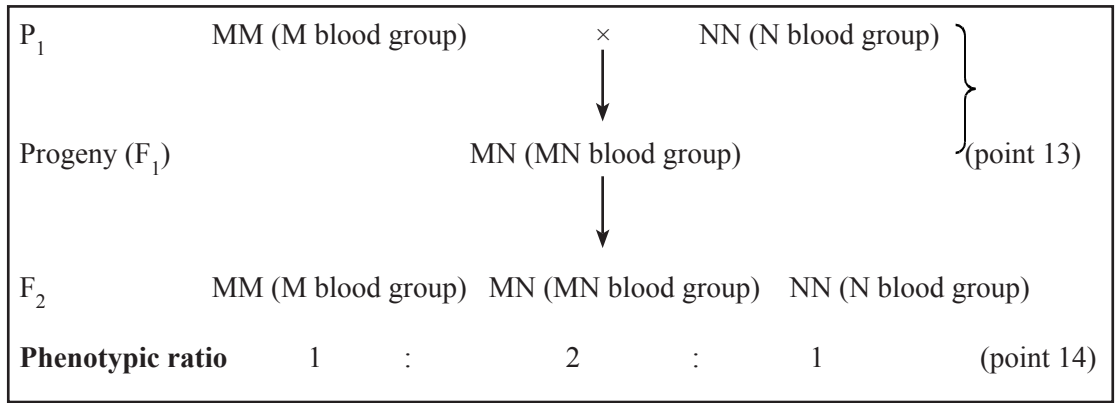 P₁ MM (M blood group) × NN (N blood group)
Progeny (F₁) MN (MN blood group) (point 13)
F₂ MM (M blood group) MN (MN blood group) NN (N blood group)
Phenotypic ratio 1 : 2 : 1 (point 14)